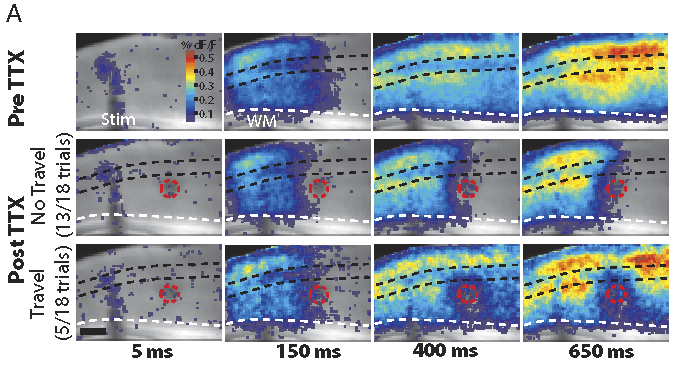 A
% dF/F
0.5
0.4
0.3
0.2
0.1
Stim
WM
Pre TTX
Post TTX
No Travel
(13/18 trials)
Travel
(5/18 trials)
5 ms
150 ms
400 ms
650 ms